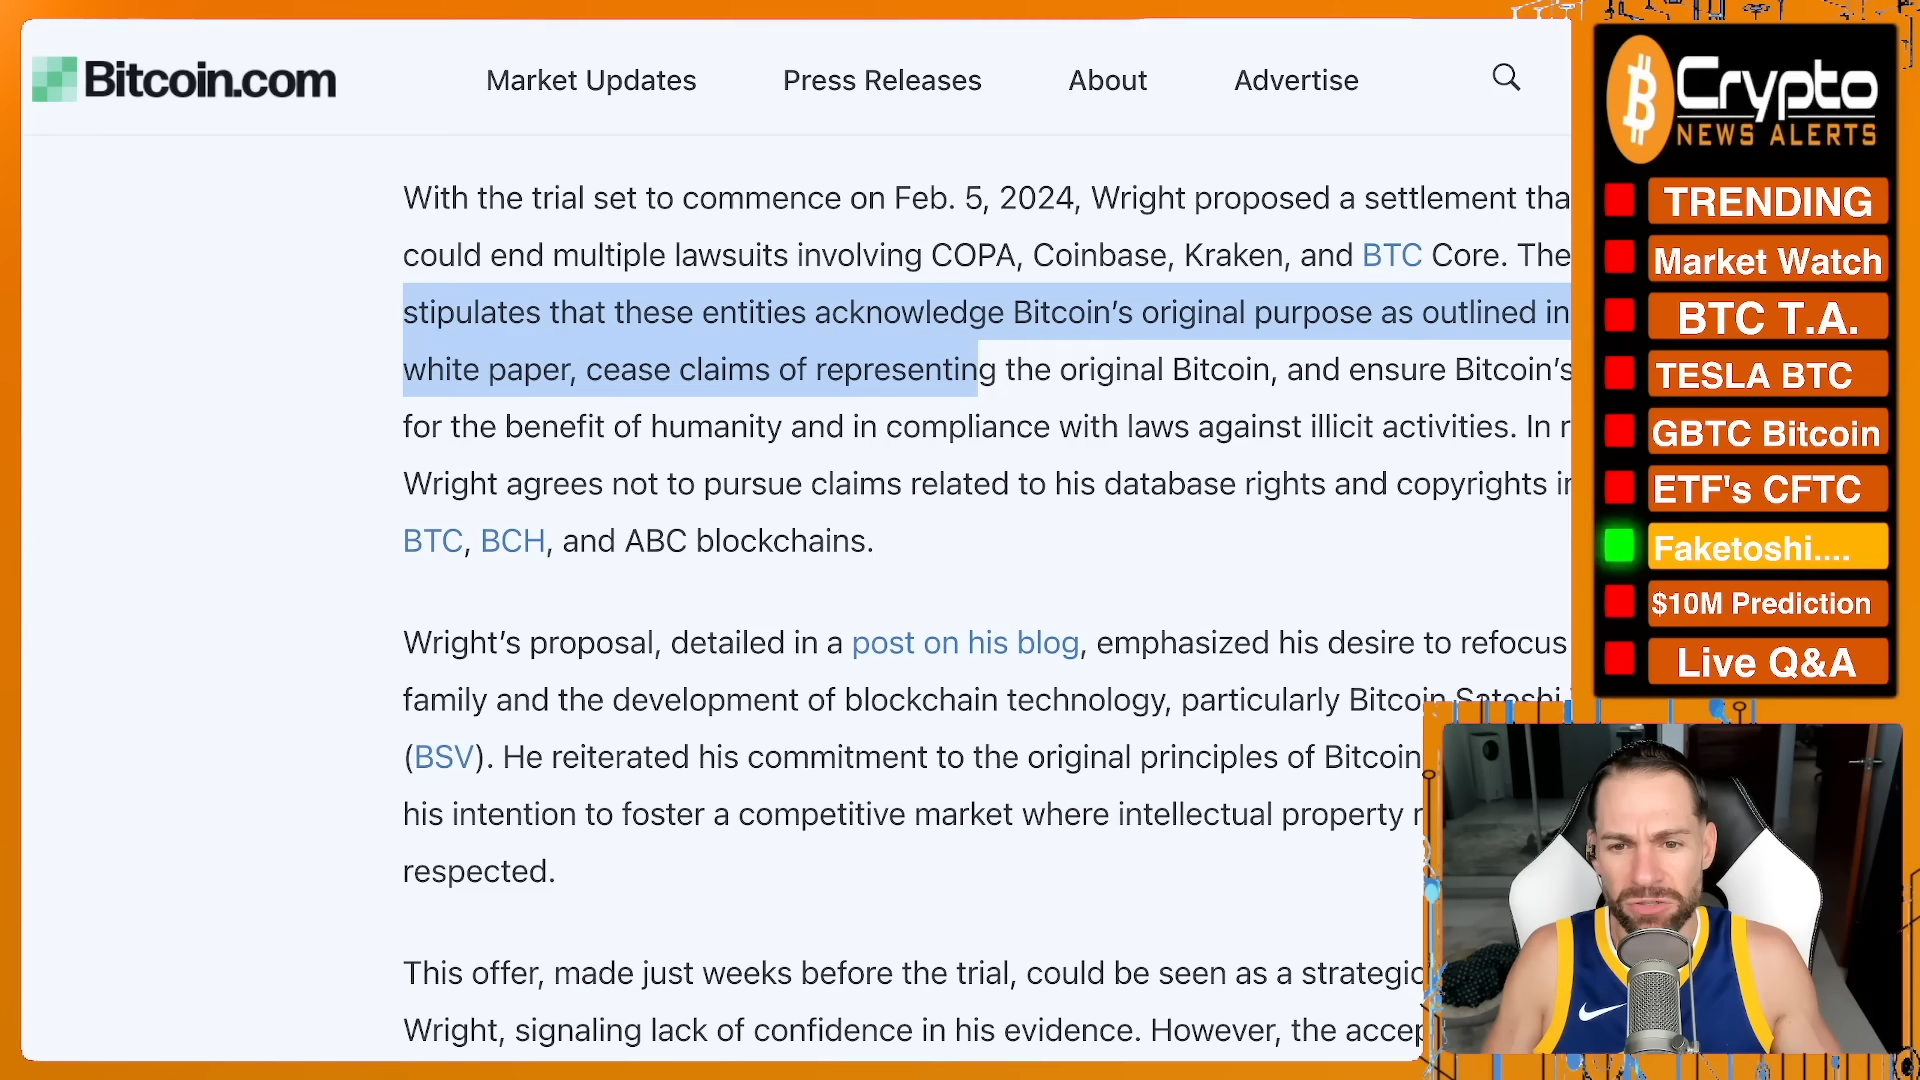 Bitcoin.com
Market Updates
Press Releases
About
Advertise
With the trial set to commence on Feb. 5, 2024, Wright proposed a settlement tha
could end multiple lawsuits involving COPA, Coinbase, Kraken, and BTC Core. The
stipulates that these entities acknowledge Bitcoin’s original purpose as outlined in
white paper, cease claims of representing the original Bitcoin, and ensure Bitcoin’s
for the benefit of humanity and in compliance with laws against illicit activities. In r
Wright agrees not to pursue claims related to his database rights and copyrights in
BTC, BCH, and ABC blockchains.
Wright’s proposal, detailed in a post on his blog, emphasized his desire to refocus
family and the development of blockchain technology, particularly Bitcoin Satoshi
(BSV). He reiterated his commitment to the original principles of Bitcoin
his intention to foster a competitive market where intellectual property r
respected.
This offer, made just weeks before the trial, could be seen as a strategic
Wright, signaling lack of confidence in his evidence. However, the accep
Crypto
NEWS ALERTS
TRENDING
Market Watch
BTC T.A.
TESLA BTC
GBTC Bitcoin
ETF's CFTC
Faketoshi....
$10M Prediction
Live Q&A